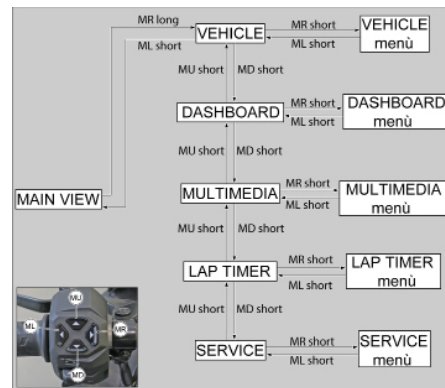 MR long
ML short
VEHICLE
MR short
ML short
VEHICLE
menù
MU short
MD short
DASHBOARD
MR short
ML short
DASHBOARD
menù
MU short
MD short
MAIN VIEW
MULTIMEDIA
MR short
ML short
MULTIMEDIA
menù
MU short
MD short
LAP TIMER
MR short
ML short
LAP TIMER
menù
MU short
MD short
SERVICE
MR short
ML short
SERVICE
menù
MU
ML
MR
MD